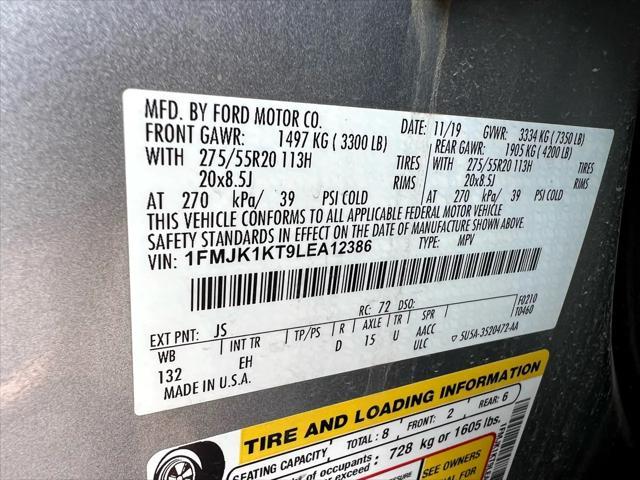 MFD. BY FORD MOTOR CO. DATE: 11/19 GVWR: 3334 KG ( 7350 LB)
FRONT GAWR: 1497 KG ( 3300 LB) REAR GAWR: 1905 KG ( 4200 LB)
WITH 275/55R20 113H TIRES WITH 275/55R20 113H TIRES
20x8.5J RIMS 20x8.5J RIMS
AT 270 kPa/ 39 PSI COLD AT 270 kPa/ 39 PSI COLD
THIS VEHICLE CONFORMS TO ALL APPLICABLE FEDERAL MOTOR VEHICLE
SAFETY STANDARDS IN EFFECT ON THE DATE OF MANUFACTURE SHOWN ABOVE.
VIN: 1FMJK1KT9LEA12386 TYPE: MPV
F0210
T0460
EXT PNT: JS RC: 72 DSO:
WB INT TR TP/PS R AXLE TR SPR
132 EH D 15 U AACC
ULC
5U5A-3520472-AA
MADE IN U.S.A.
TIRE AND LOADING INFORMATION
SEATING CAPACITY TOTAL: 8 FRONT: 2 REAR: 6
of occupants
exceed 728 kg or 1605 lbs.
SEE OWNERS